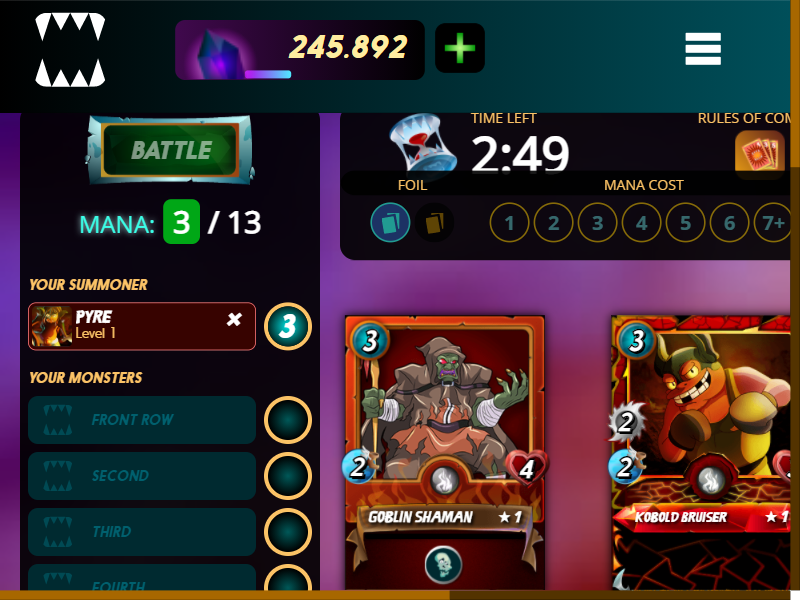 245.892
BATTLE
MANA: 3 / 13
YOUR SUMMONER
PYRE
Level 1
3
YOUR MONSTERS
FRONT ROW
SECOND
THIRD
FOURTH
TIME LEFT
2:49
RULES OF COM
FOIL
MANA COST
1 2 3 4 5 6 7+
3
2
4
GOBLIN SHAMAN ★ 1
3
2
2
KOBOLD BRUISER ★ 1